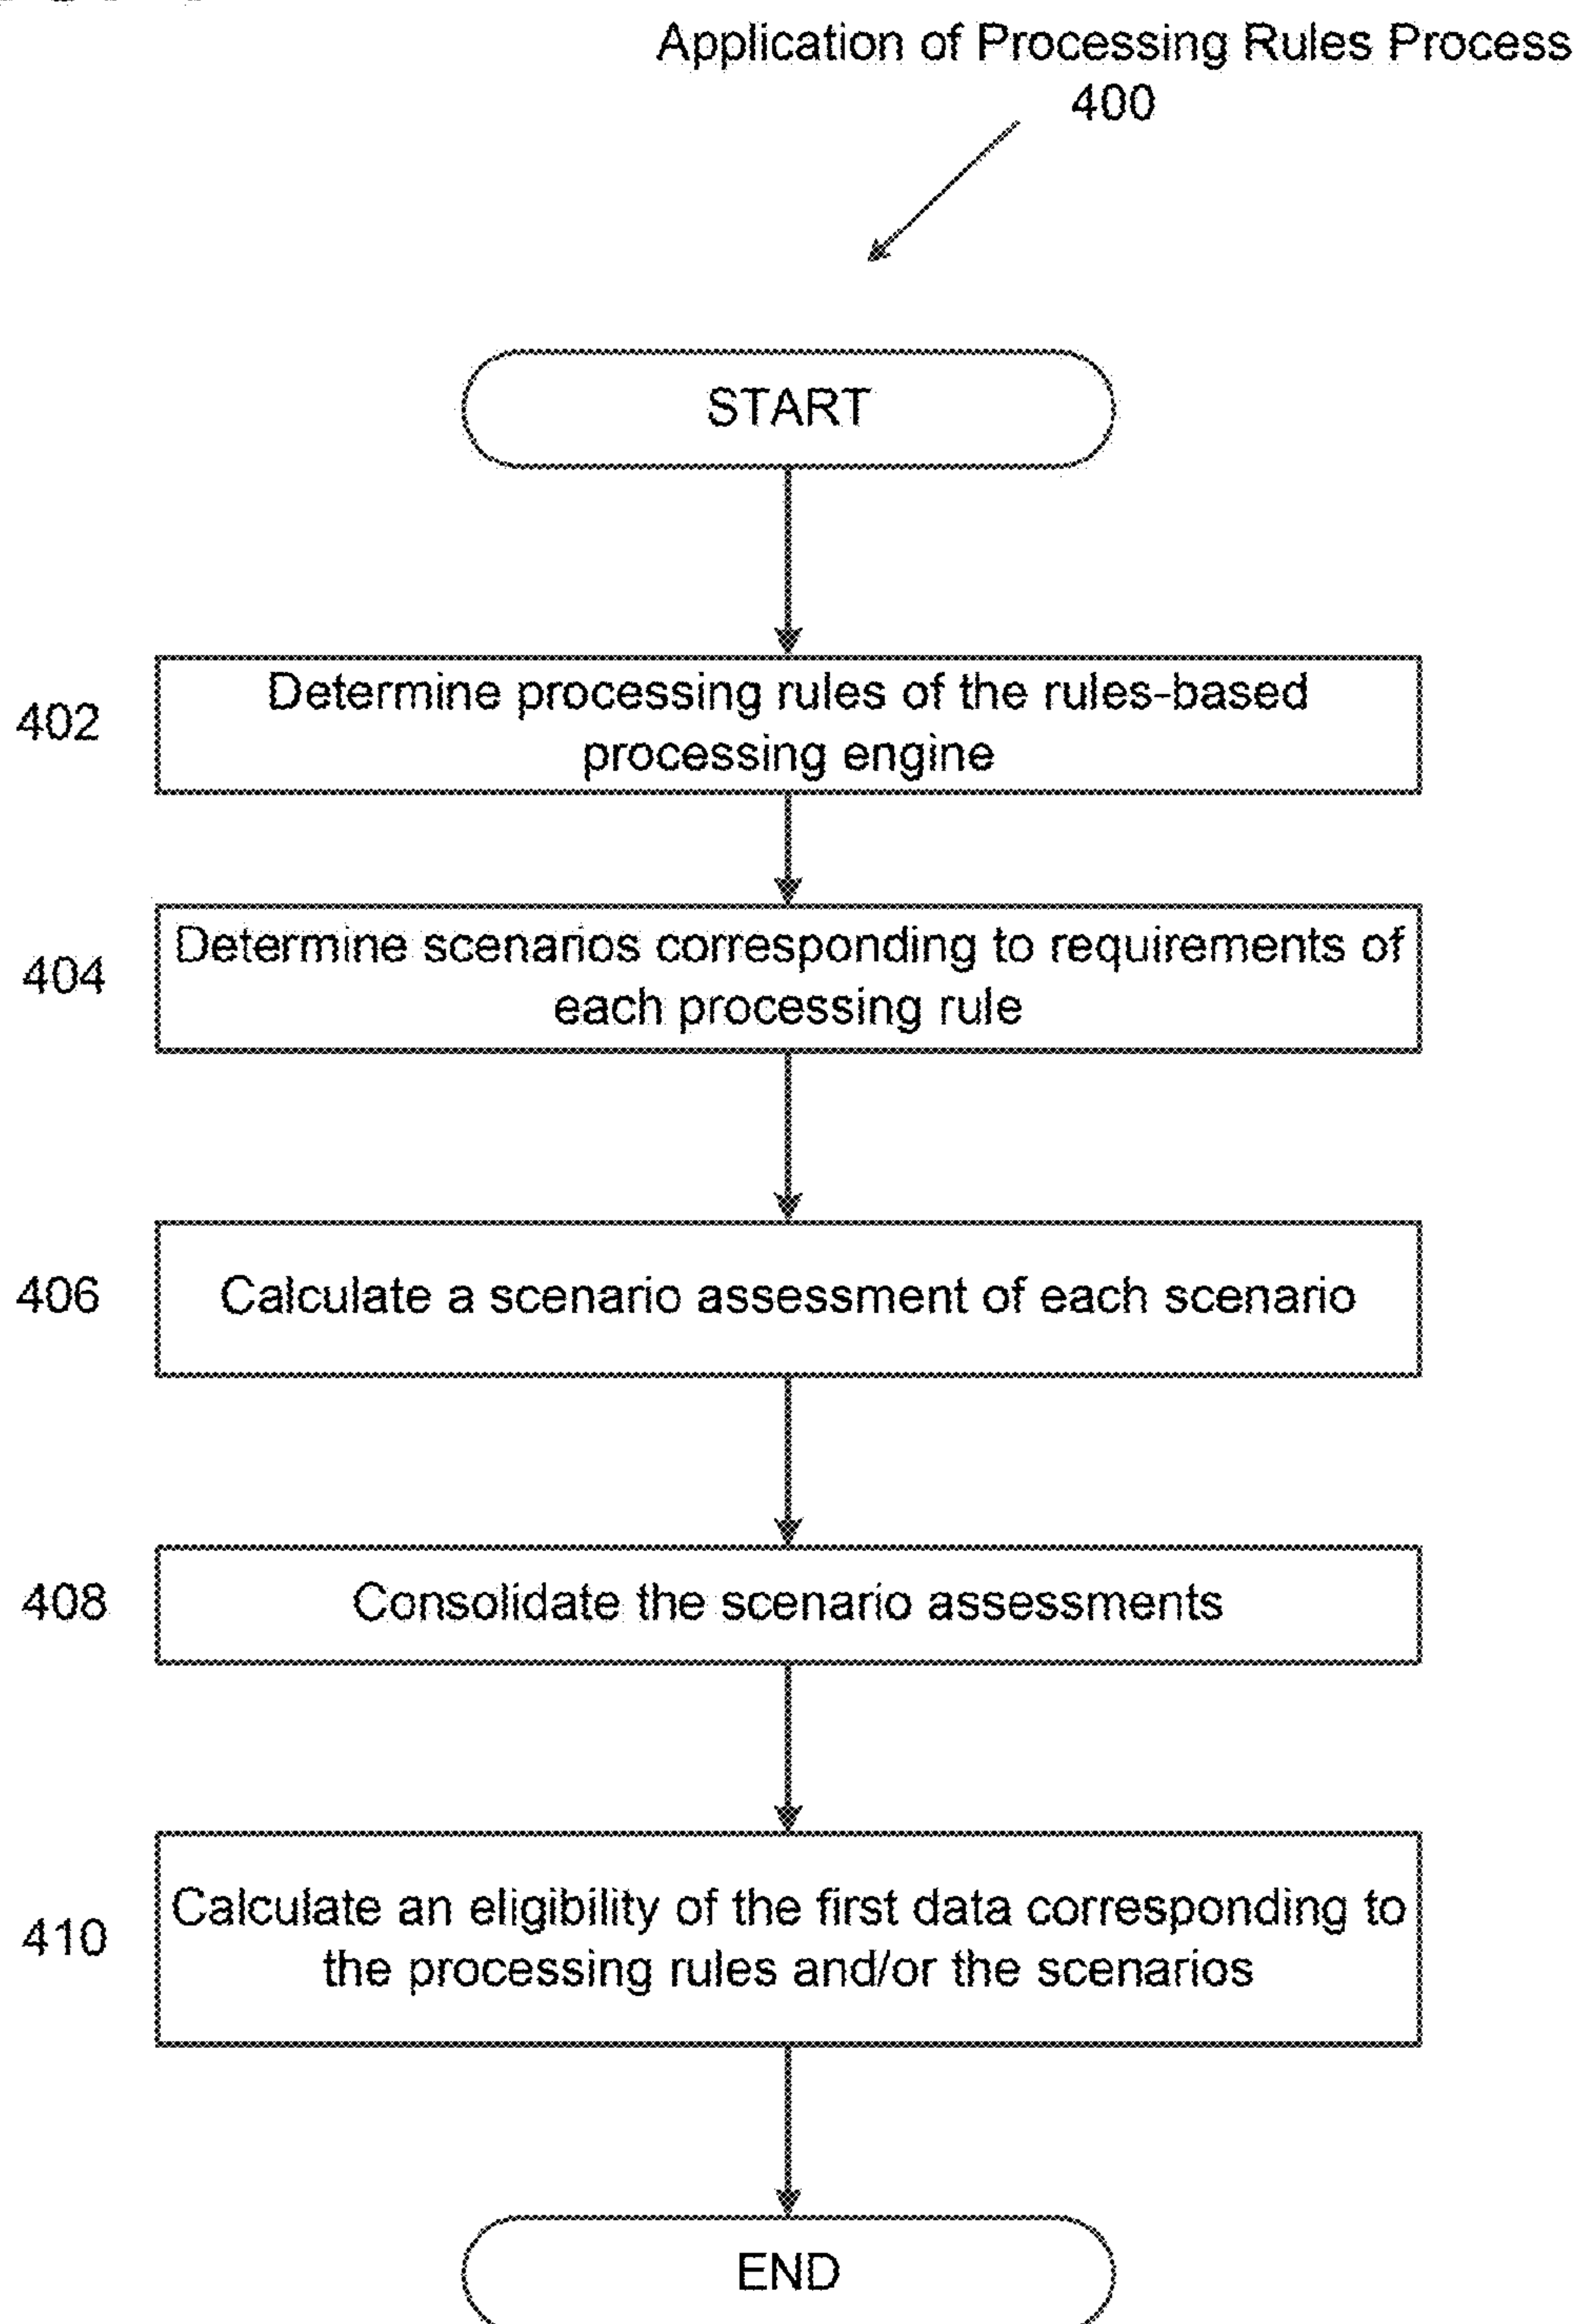 Application of Processing Rules Process
400
START
402
Determine processing rules of the rules-based
processing engine
404
Determine scenarios corresponding to requirements of
each processing rule
406
Calculate a scenario assessment of each scenario
408
Consolidate the scenario assessments
410
Calculate an eligibility of the first data corresponding to
the processing rules and/or the scenarios
END